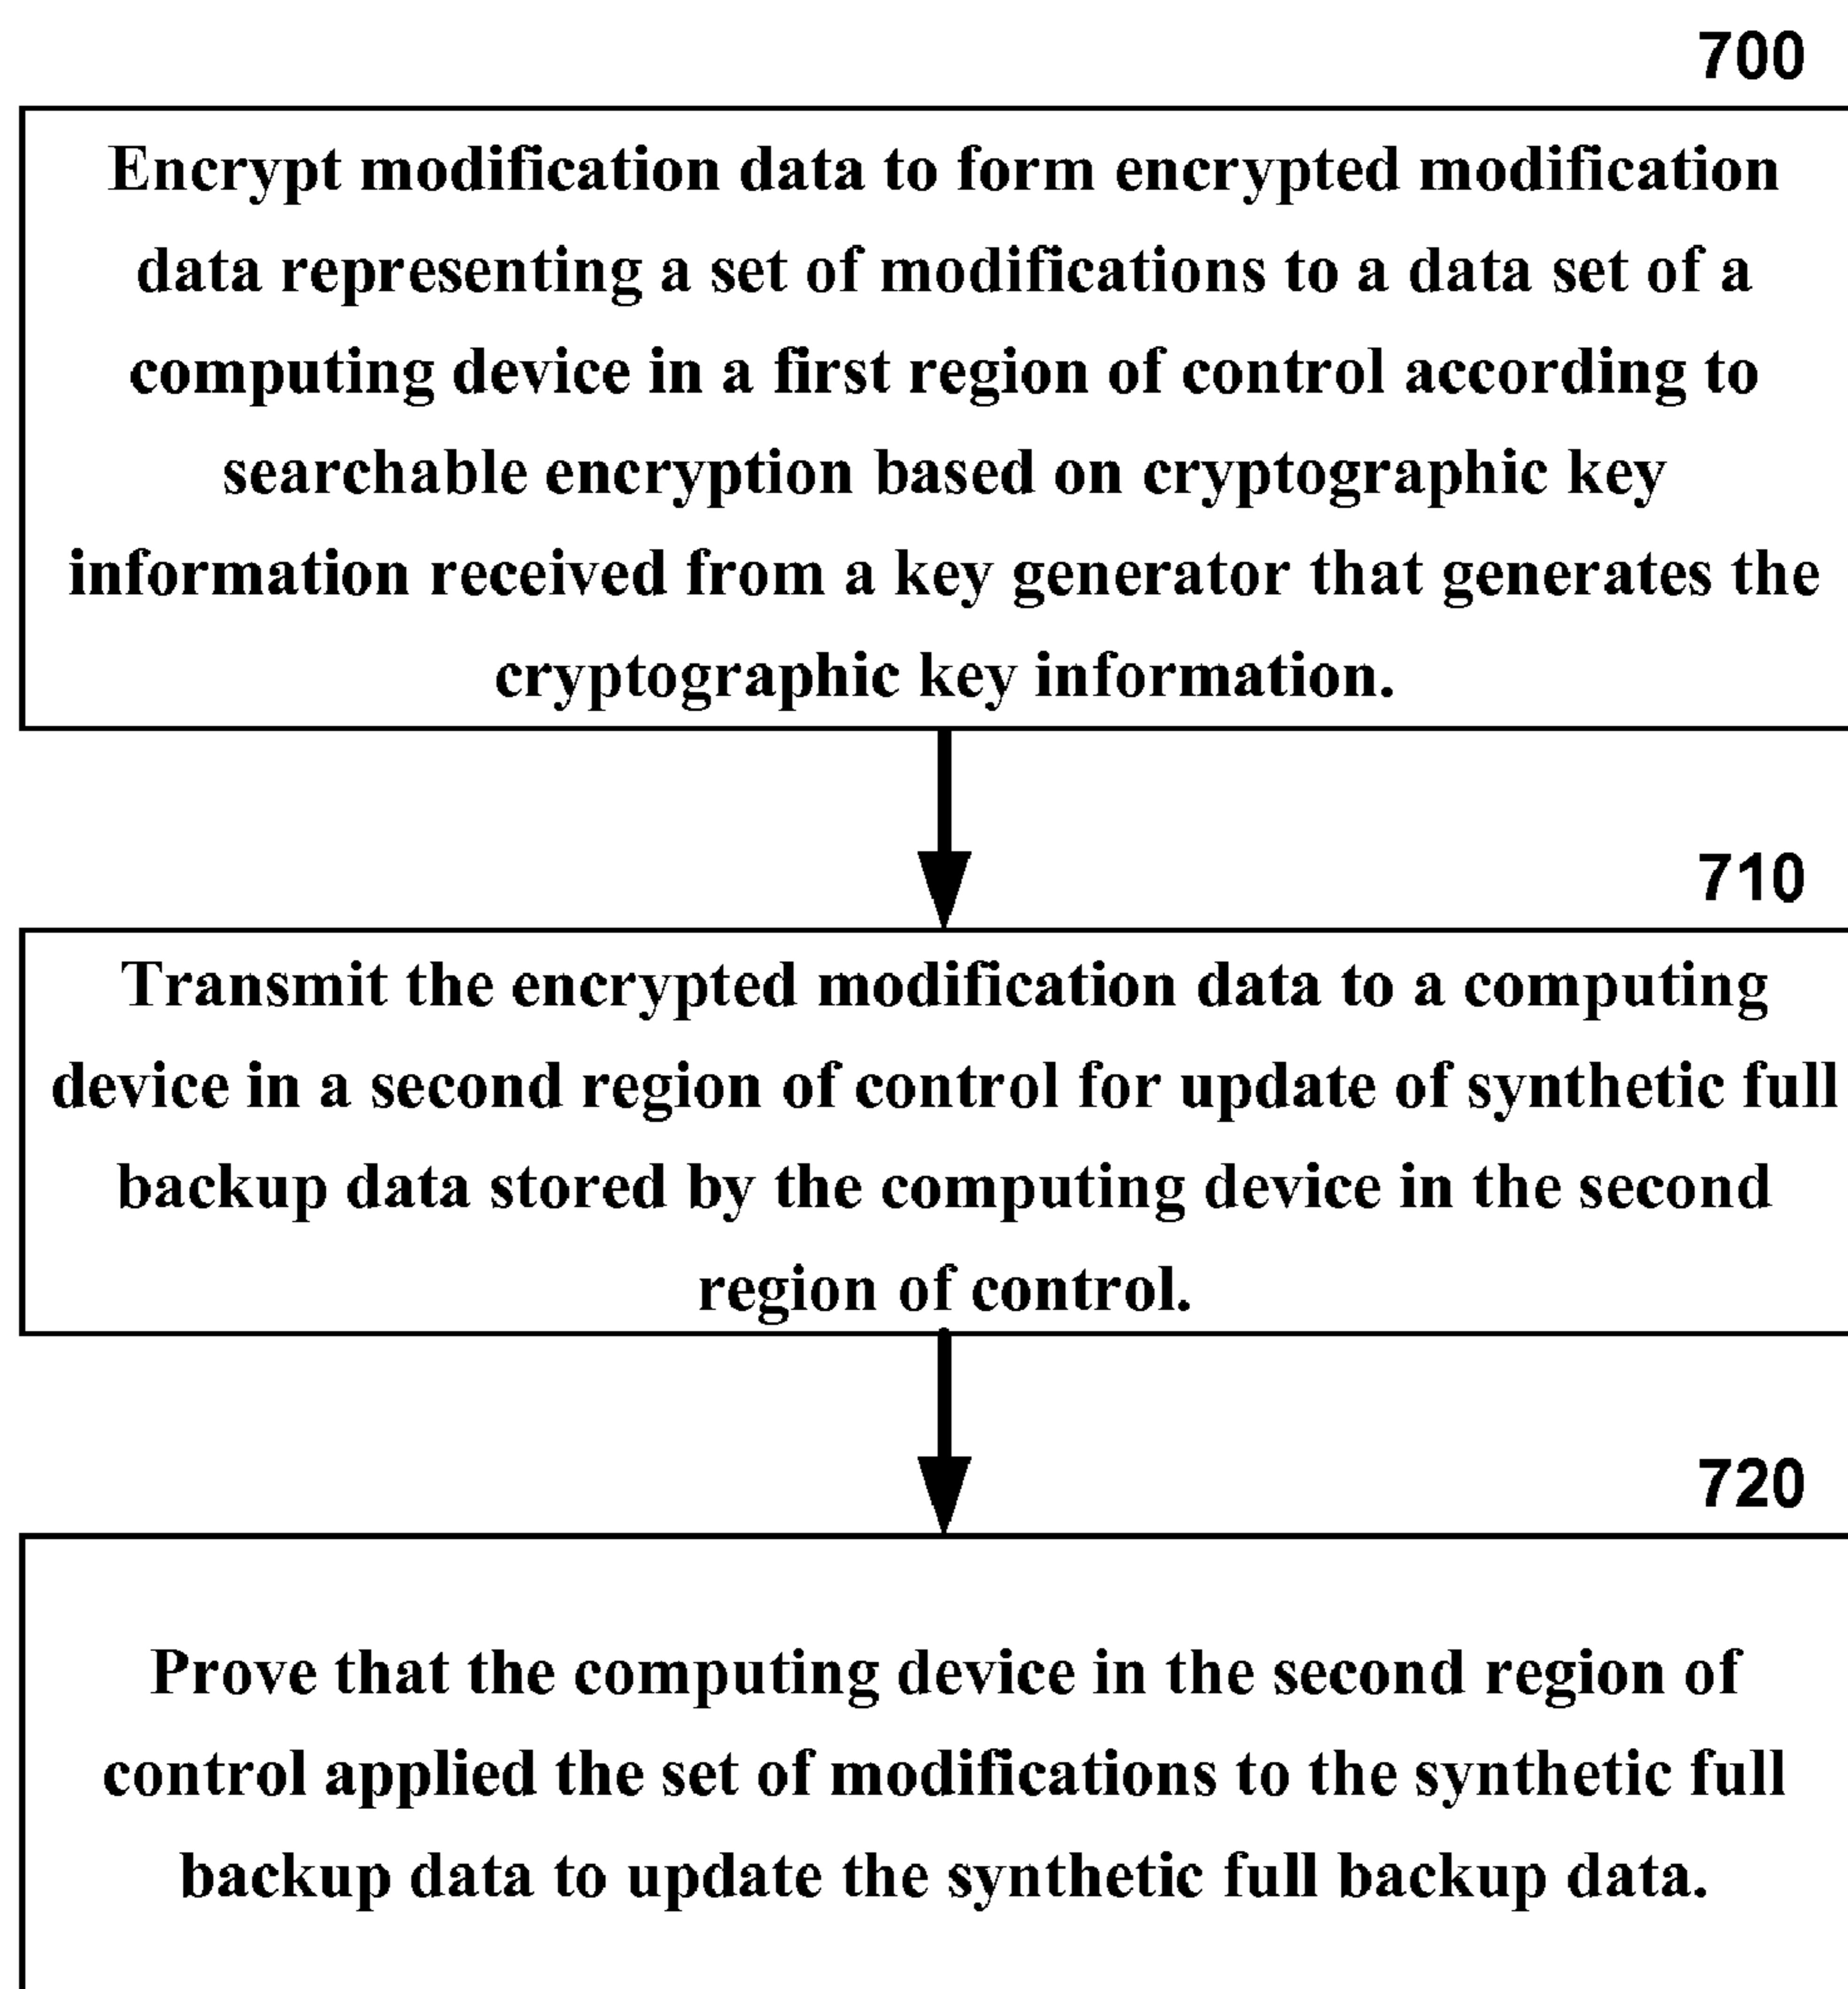 700
Encrypt modification data to form encrypted modification
data representing a set of modifications to a data set of a
computing device in a first region of control according to
searchable encryption based on cryptographic key
information received from a key generator that generates the
cryptographic key information.
710
Transmit the encrypted modification data to a computing
device in a second region of control for update of synthetic full
backup data stored by the computing device in the second
region of control.
720
Prove that the computing device in the second region of
control applied the set of modifications to the synthetic full
backup data to update the synthetic full backup data.